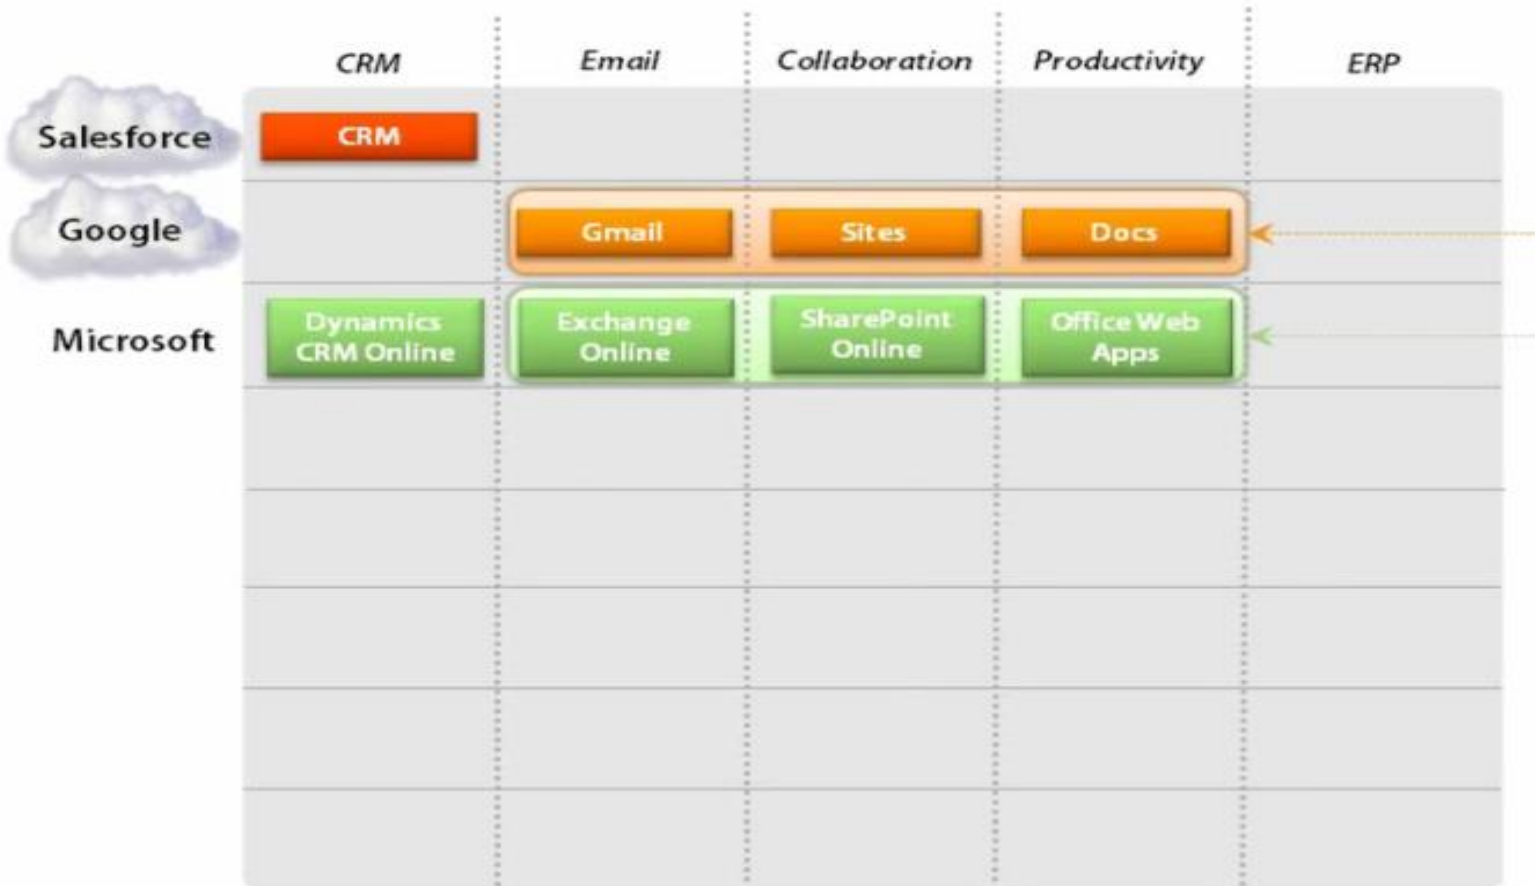 CRM Email Collaboration Productivity ERP
Salesforce CRM
Google Gmail Sites Docs
Microsoft
Dynamics
CRM Online
Exchange
Online
SharePoint
Online
Office Web
Apps